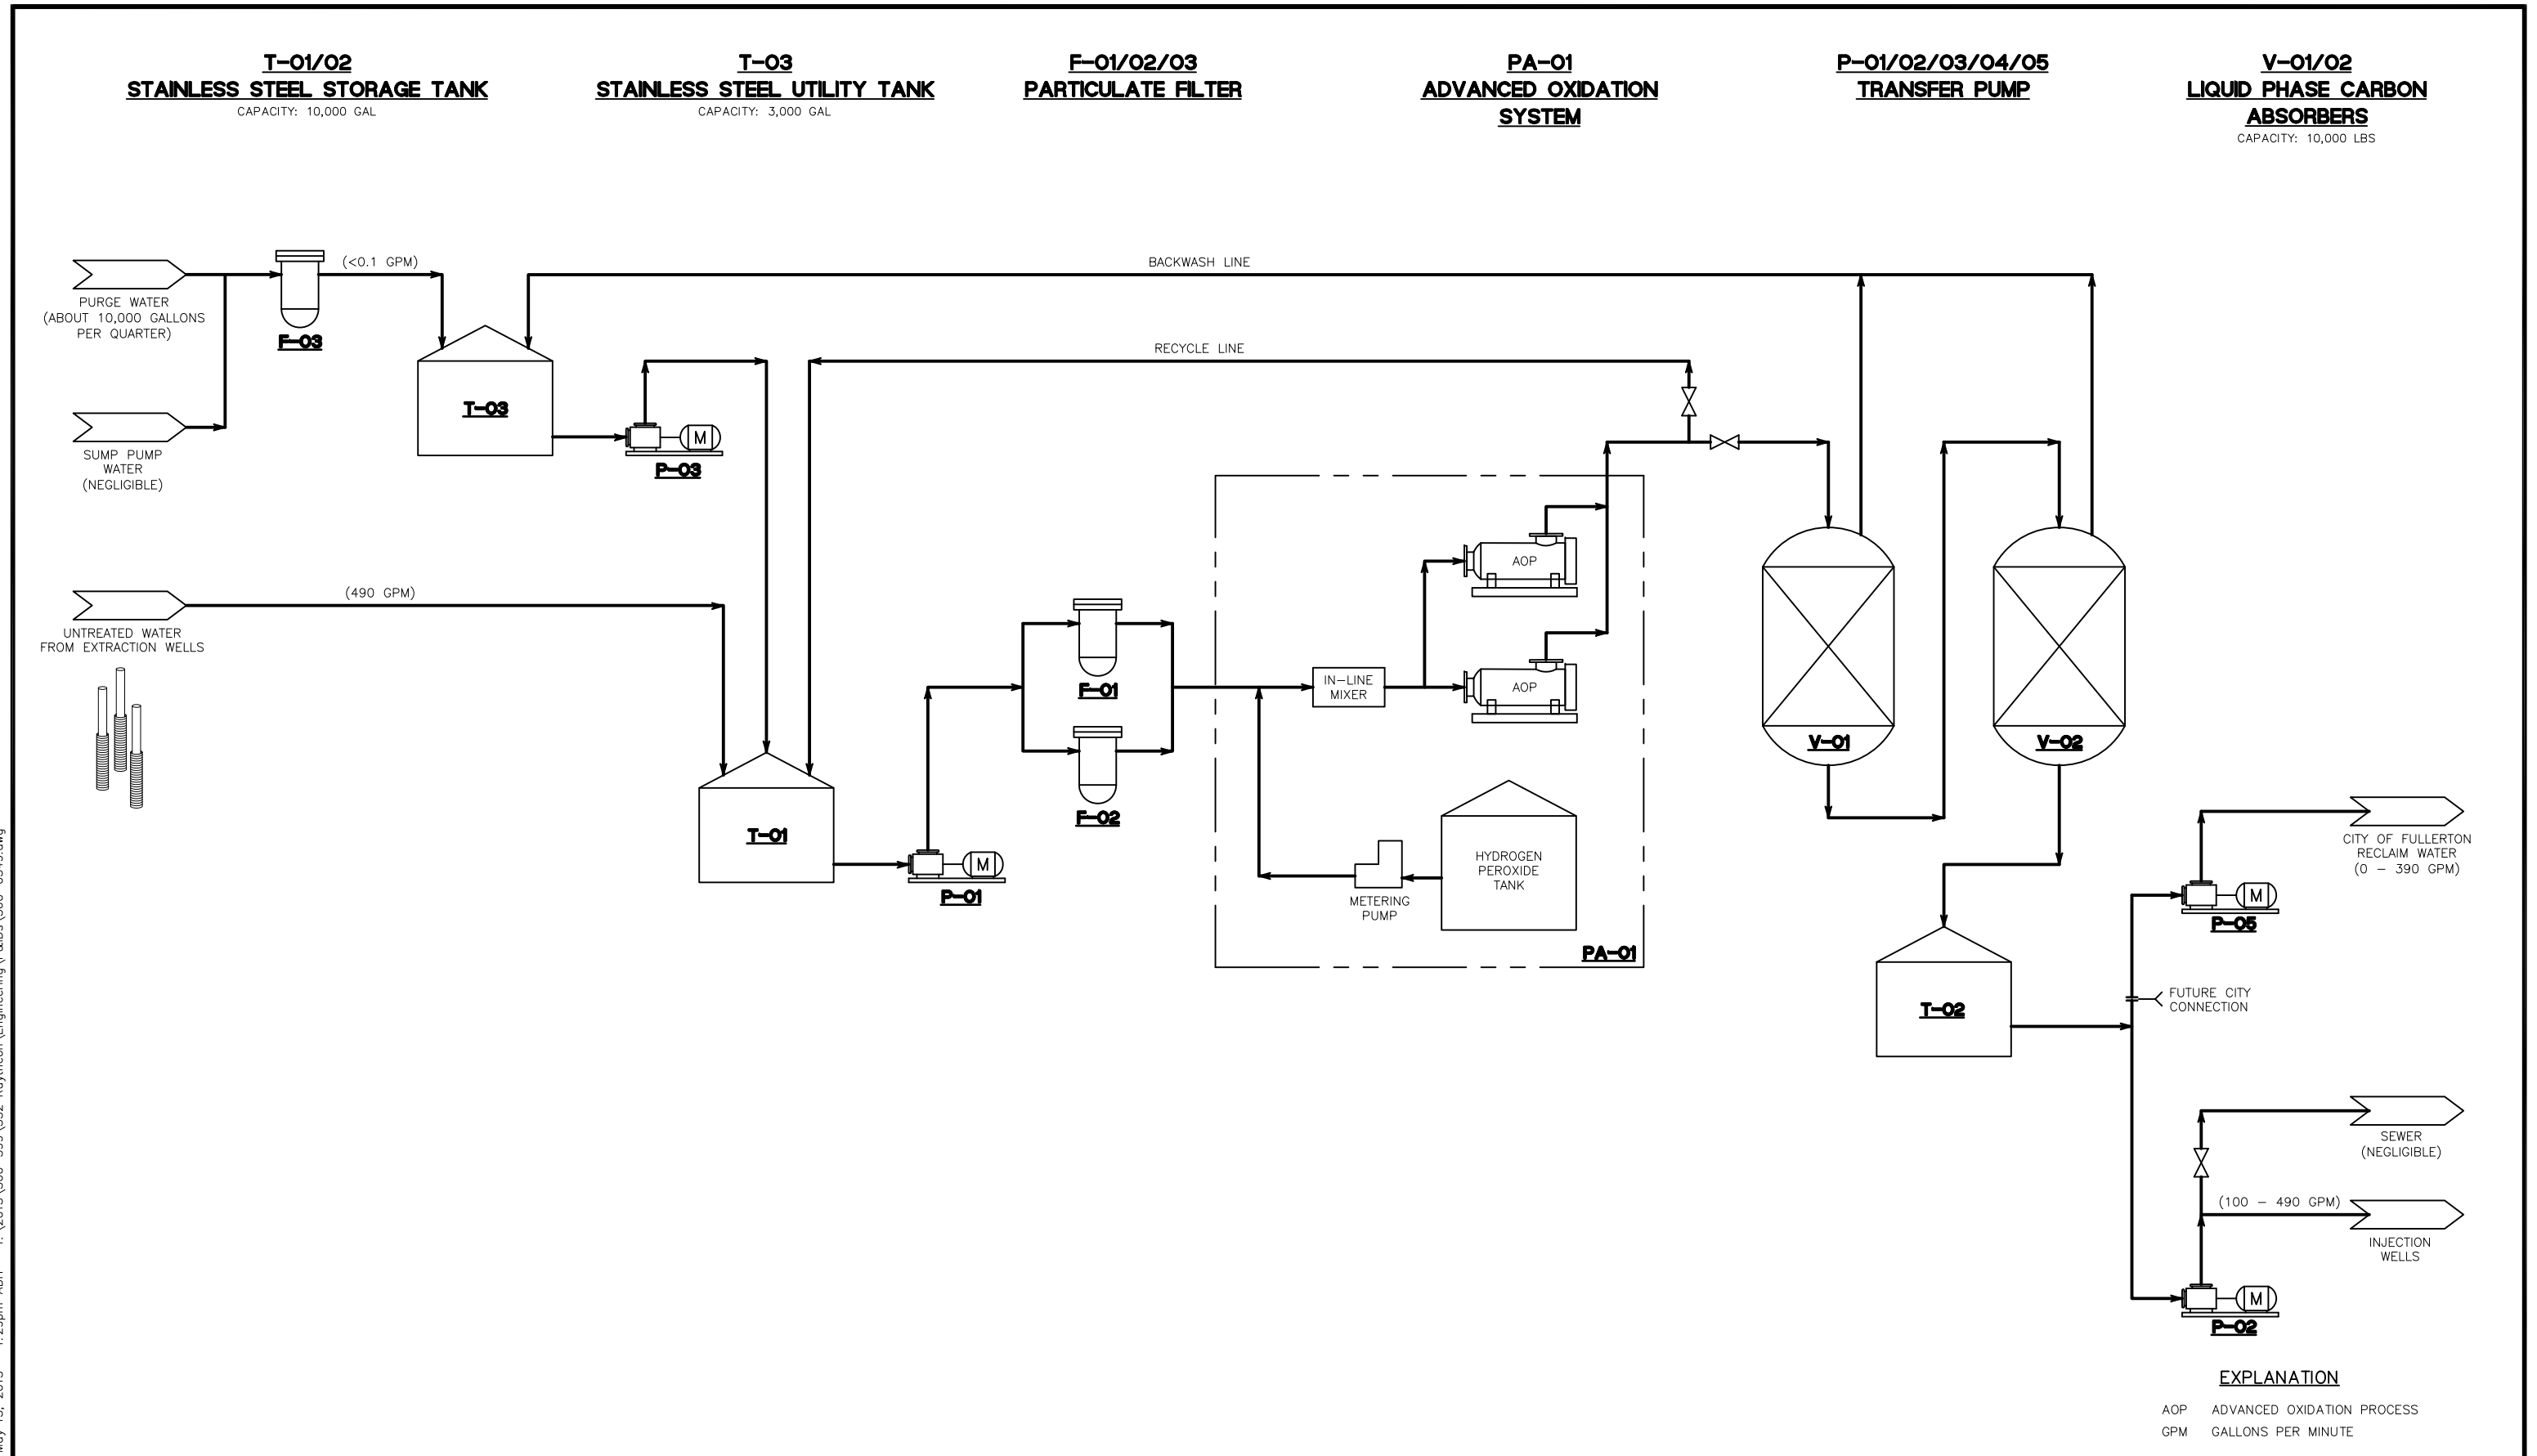 T-01/02
STAINLESS STEEL STORAGE TANK
CAPACITY: 10,000 GAL
T-03
STAINLESS STEEL UTILITY TANK
CAPACITY: 3,000 GAL
F-01/02/03
PARTICULATE FILTER
PA-01
ADVANCED OXIDATION
SYSTEM
P-01/02/03/04/05
TRANSFER PUMP
V-01/02
LIQUID PHASE CARBON
ABSORBERS
CAPACITY: 10,000 LBS
PURGE WATER
(ABOUT 10,000 GALLONS
PER QUARTER)
F-03
(<0.1 GPM)
BACKWASH LINE
RECYCLE LINE
T-03
SUMP PUMP
WATER
(NEGLIGIBLE)
M
P-03
(490 GPM)
UNTREATED WATER
FROM EXTRACTION WELLS
T-01
M
P-01
F-01
F-02
IN-LINE
MIXER
AOP
AOP
METERING
PUMP
HYDROGEN
PEROXIDE
TANK
PA-01
V-01
V-02
CITY OF FULLERTON
RECLAIM WATER
(0 - 390 GPM)
M
P-05
T-02
FUTURE CITY
CONNECTION
SEWER
(NEGLIGIBLE)
(100 - 490 GPM)
INJECTION
WELLS
M
P-02
EXPLANATION
AOP ADVANCED OXIDATION PROCESS
GPM GALLONS PER MINUTE